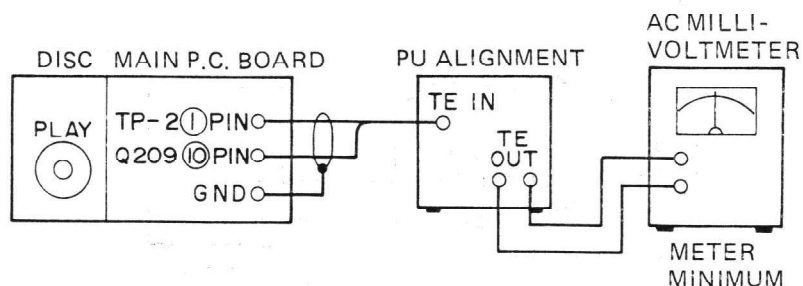 DISC MAIN P.C. BOARD
PLAY
TP-2①PIN
Q209⑩PIN
GND
PU ALIGNMENT
TE IN
TE
OUT
AC MILLI-
VOLTMETER
METER
MINIMUM